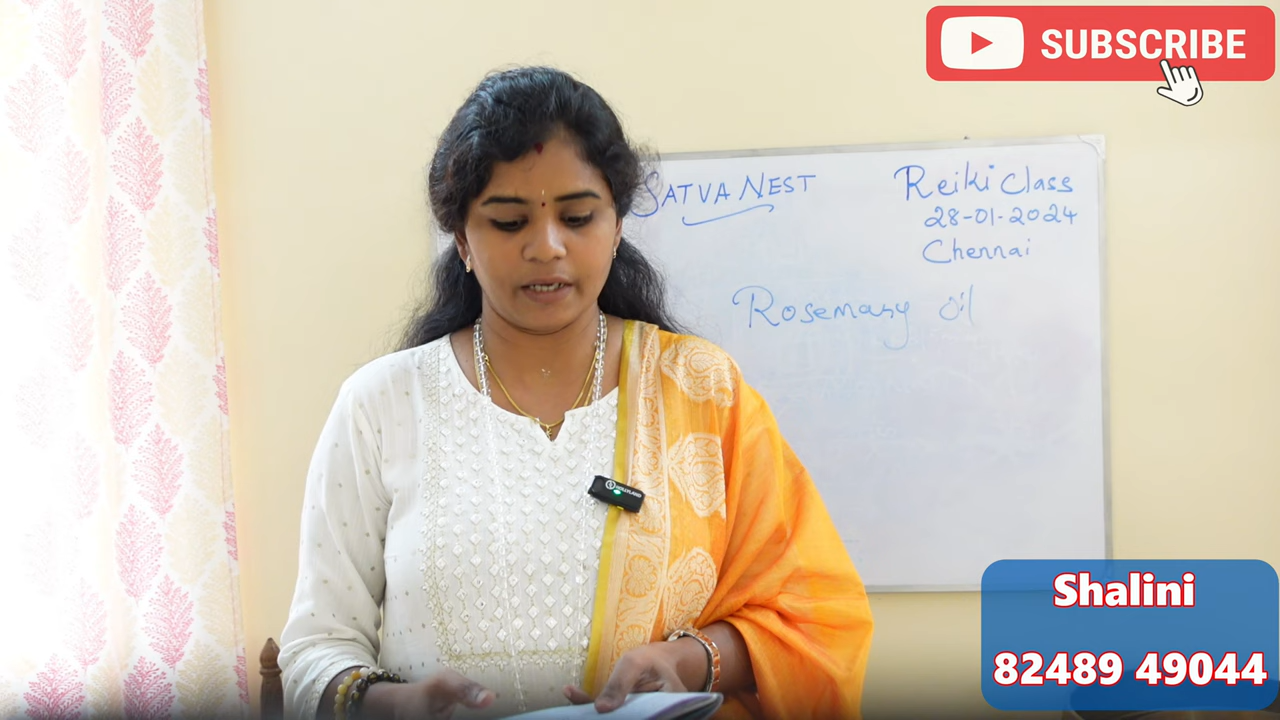 SUBSCRIBE
SATVA NEST
Reiki Class
28-01-2024
Chennai
Rosemary oil
Shalini
82489 49044